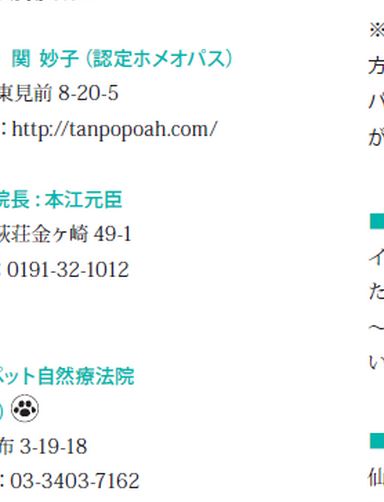 関 妙子（認定ホメオパス）
東見前 8-20-5
：http://tanpopoah.com/
院長：本江元臣
萩荘金ヶ崎 49-1
：0191-32-1012
ペット自然療法院
）
布 3-19-18
：03-3403-7162
※
方
パ
が
■
イ
た
〜
い
■
仙